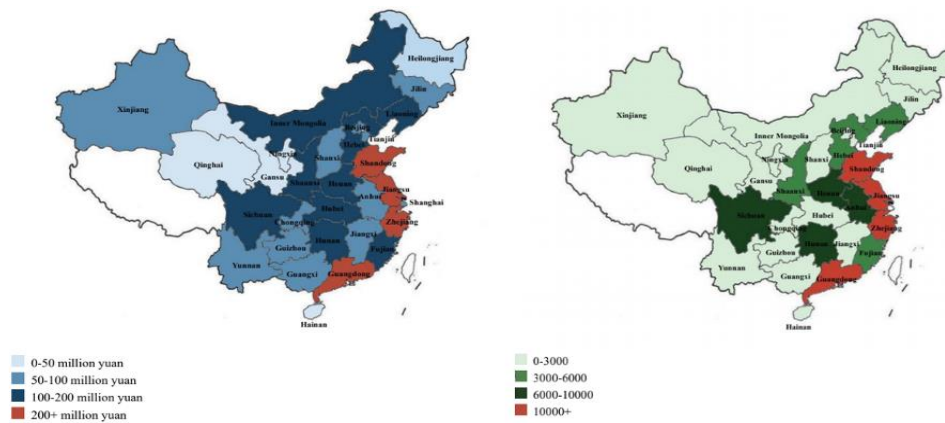 Heilongjiang
Jilin
Xinjiang
Liaoning
Inner Mongolia
Beijing
Tianjin
Hebei
Ningxia
Shanxi
Shandong
Qinghai
Gansu
Shaanxi
Henan
Jiangsu
Anhui
Shanghai
Hubei
Sichuan
Chongqing
Zhejiang
Hunan
Jiangxi
Guizhou
Fujian
Yunnan
Guangxi
Guangdong
Hainan
0-50 million yuan
50-100 million yuan
100-200 million yuan
200+ million yuan
Heilongjiang
Jilin
Xinjiang
Liaoning
Inner Mongolia
Beijing
Tianjin
Hebei
Ningxia
Shanxi
Shandong
Qinghai
Gansu
Shaanxi
Henan
Jiangsu
Anhui
Hubei
Sichuan
Chongqing
Zhejiang
Hunan
Jiangxi
Guizhou
Fujian
Yunnan
Guangxi
Guangdong
Hainan
0-3000
3000-6000
6000-10000
10000+